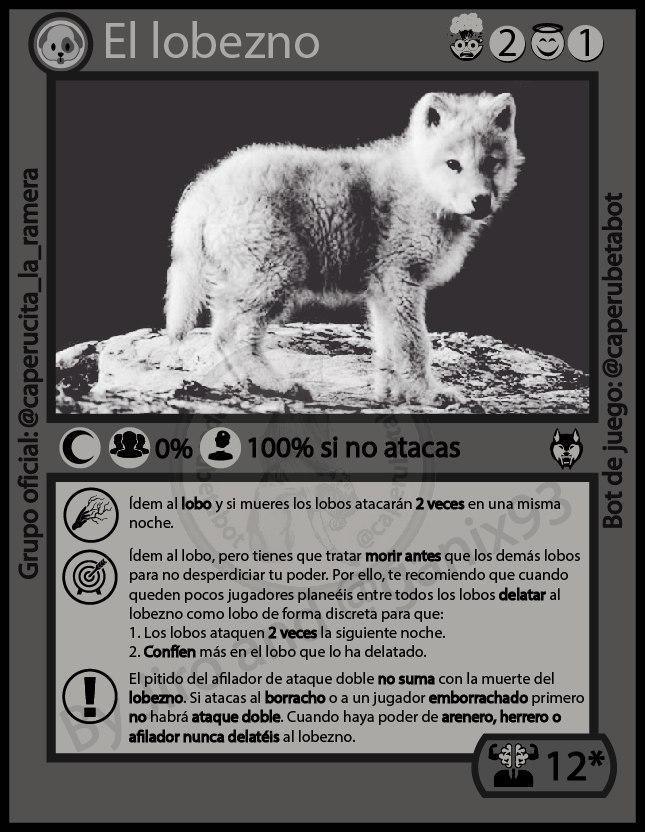 El lobezno
2
1
Grupo oficial: @caperucita_la_ramera
Bot de juego: @caperubetabot
0%
100% si no atacas
Ídem al lobo y si mueres los lobos atacarán 2 veces en una misma
noche.
Ídem al lobo, pero tienes que tratar morir antes que los demás lobos
para no desperdiciar tu poder. Por ello, te recomiendo que cuando
queden pocos jugadores planeéis entre todos los lobos delatar al
lobezno como lobo de forma discreta para que:
1. Los lobos ataquen 2 veces la siguiente noche.
2. Confíen más en el lobo que lo ha delatado.
El pitido del afilador de ataque doble no suma con la muerte del
lobezno. Si atacas al borracho o a un jugador emborrachado primero
no habrá ataque doble. Cuando haya poder de arenero, herrero o
afilador nunca delatéis al lobezno.
12*